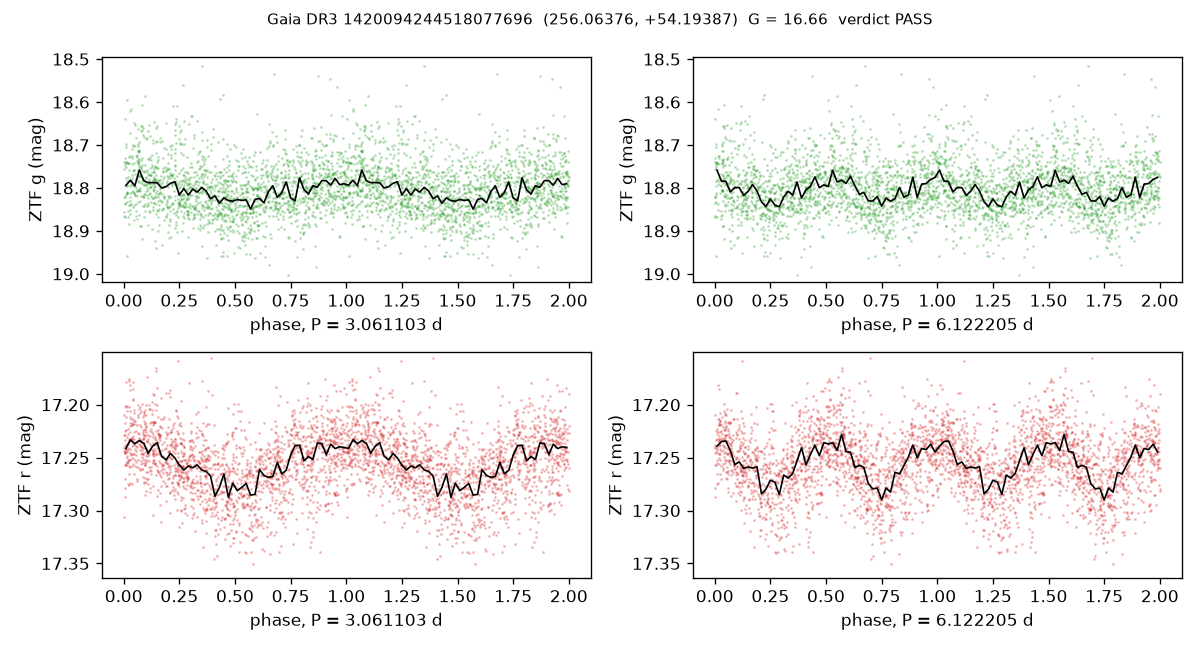 Gaia DR3 1420094244518077696 (256.06376, +54.19387) G = 16.66 verdict PASS
ZTF g (mag)
18.5
18.6
18.7
18.8
18.9
19.0
0.00 0.25 0.50 0.75 1.00 1.25 1.50 1.75 2.00
phase, P = 3.061103 d
ZTF g (mag)
18.5
18.6
18.7
18.8
18.9
19.0
0.00 0.25 0.50 0.75 1.00 1.25 1.50 1.75 2.00
phase, P = 6.122205 d
ZTF r (mag)
17.20
17.25
17.30
17.35
0.00 0.25 0.50 0.75 1.00 1.25 1.50 1.75 2.00
phase, P = 3.061103 d
ZTF r (mag)
17.20
17.25
17.30
17.35
0.00 0.25 0.50 0.75 1.00 1.25 1.50 1.75 2.00
phase, P = 6.122205 d